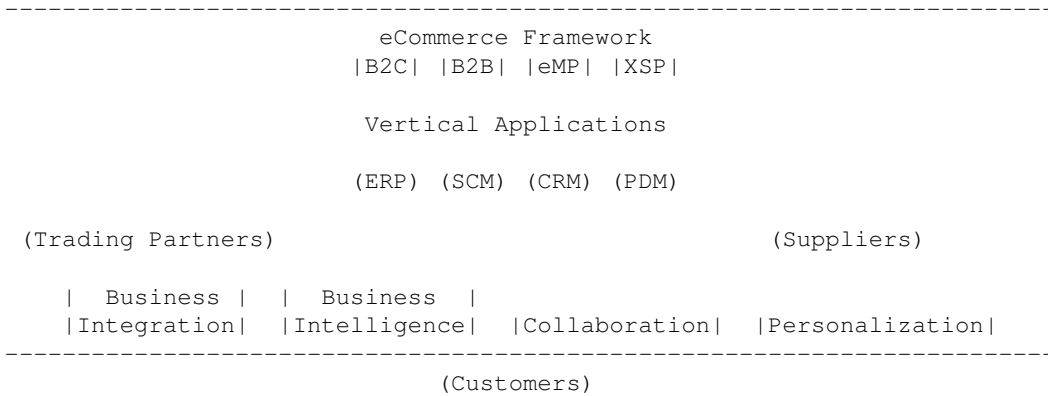 eCommerce Framework
|B2C| |B2B| |eMP| |XSP|
Vertical Applications
(ERP) (SCM) (CRM) (PDM)
(Trading Partners) (Suppliers)
| Business | | Business |
|Integration| |Intelligence| |Collaboration| |Personalization|
(Customers)